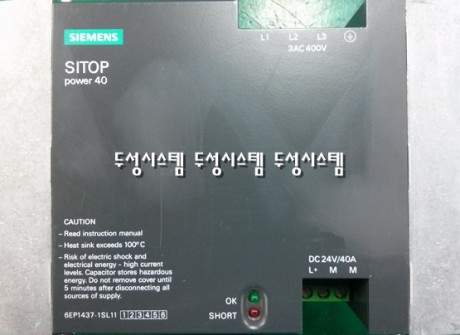 SIEMENS
L1 L2 L3
3AC 400V
SITOP
power 40
두성시스템 두성시스템 두성시스템
CAUTION
- Read instruction manual
- Heat sink exceeds 100°C
- Risk of electric shock and
electrical energy - high current
levels. Capacitor stores hazardous
energy. Do not remove cover until
5 minutes after disconnecting all
sources of supply.
DC 24V/40A
L+ M M
OK
6EP1437-1SL11 1 2 3 4 5 6
SHORT